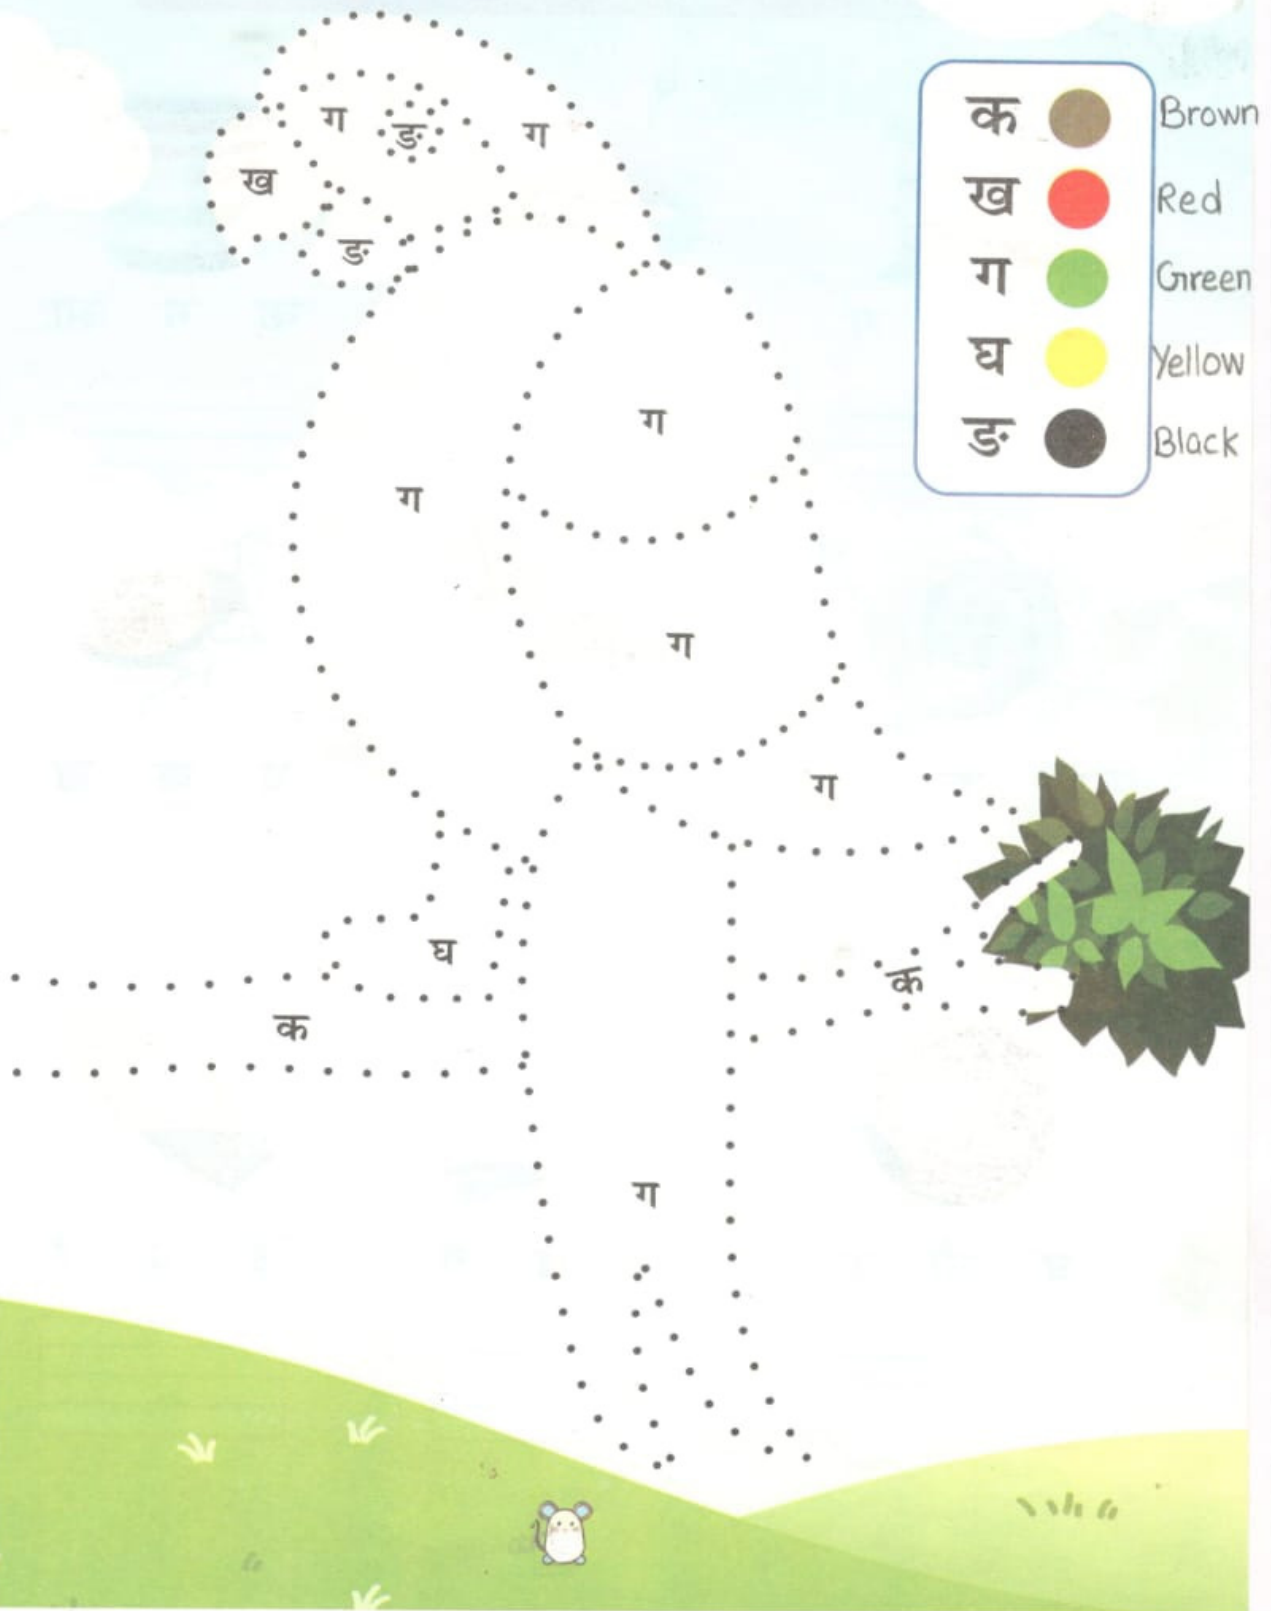 ग ङ ग
ख
ङ
ग
ग
ग
ग
घ
क
क
ग
क Brown
ख Red
ग Green
घ Yellow
ङ Black